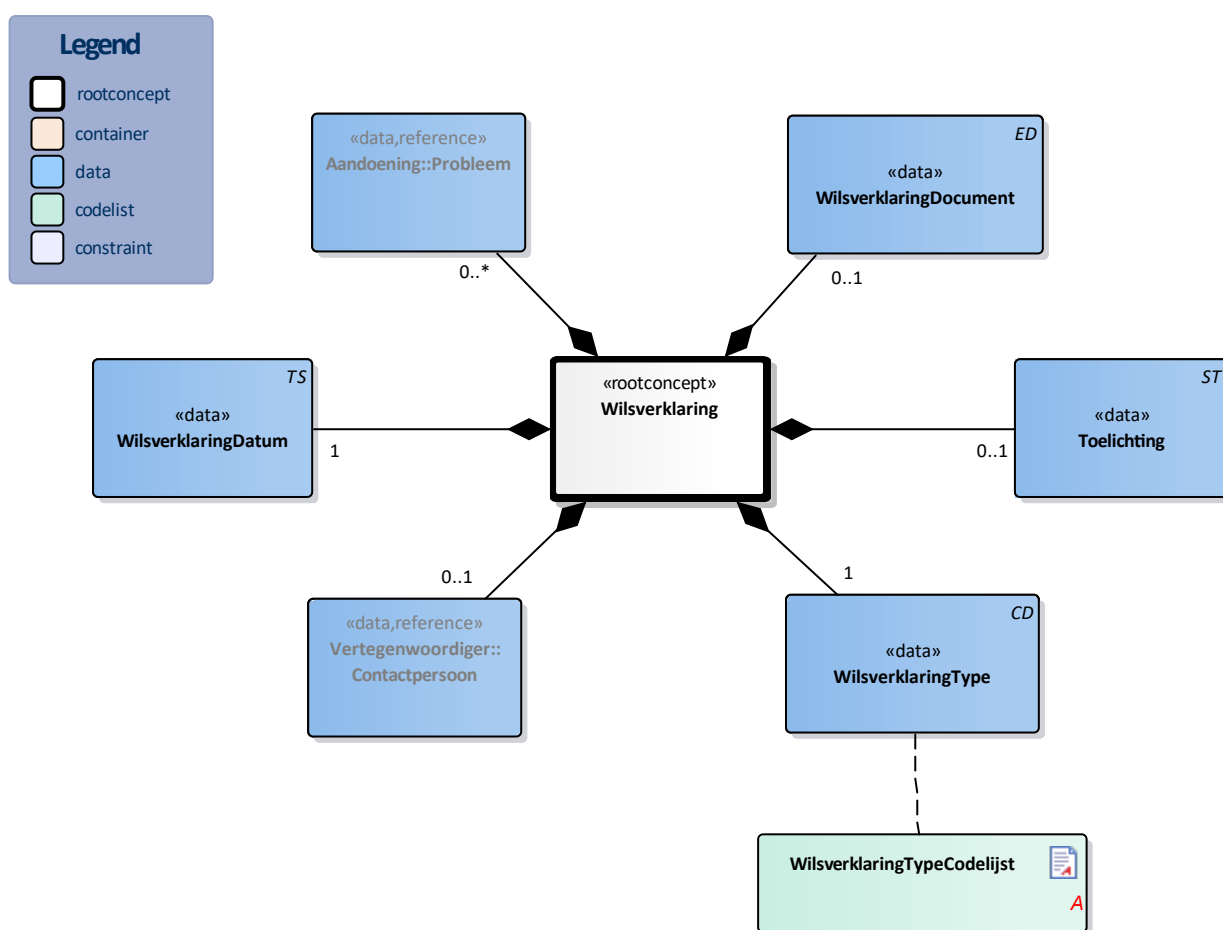 Legend
rootconcept
container
data
codelist
constraint
«data,reference»
Aandoening::Probleem
0..*
ED
«data»
WilsverklaringDocument
0..1
TS
«data»
WilsverklaringDatum
1
«rootconcept»
Wilsverklaring
ST
«data»
Toelichting
0..1
0..1
«data,reference»
Vertegenwoordiger::
Contactpersoon
1
CD
«data»
WilsverklaringType
WilsverklaringTypeCodelijst
A